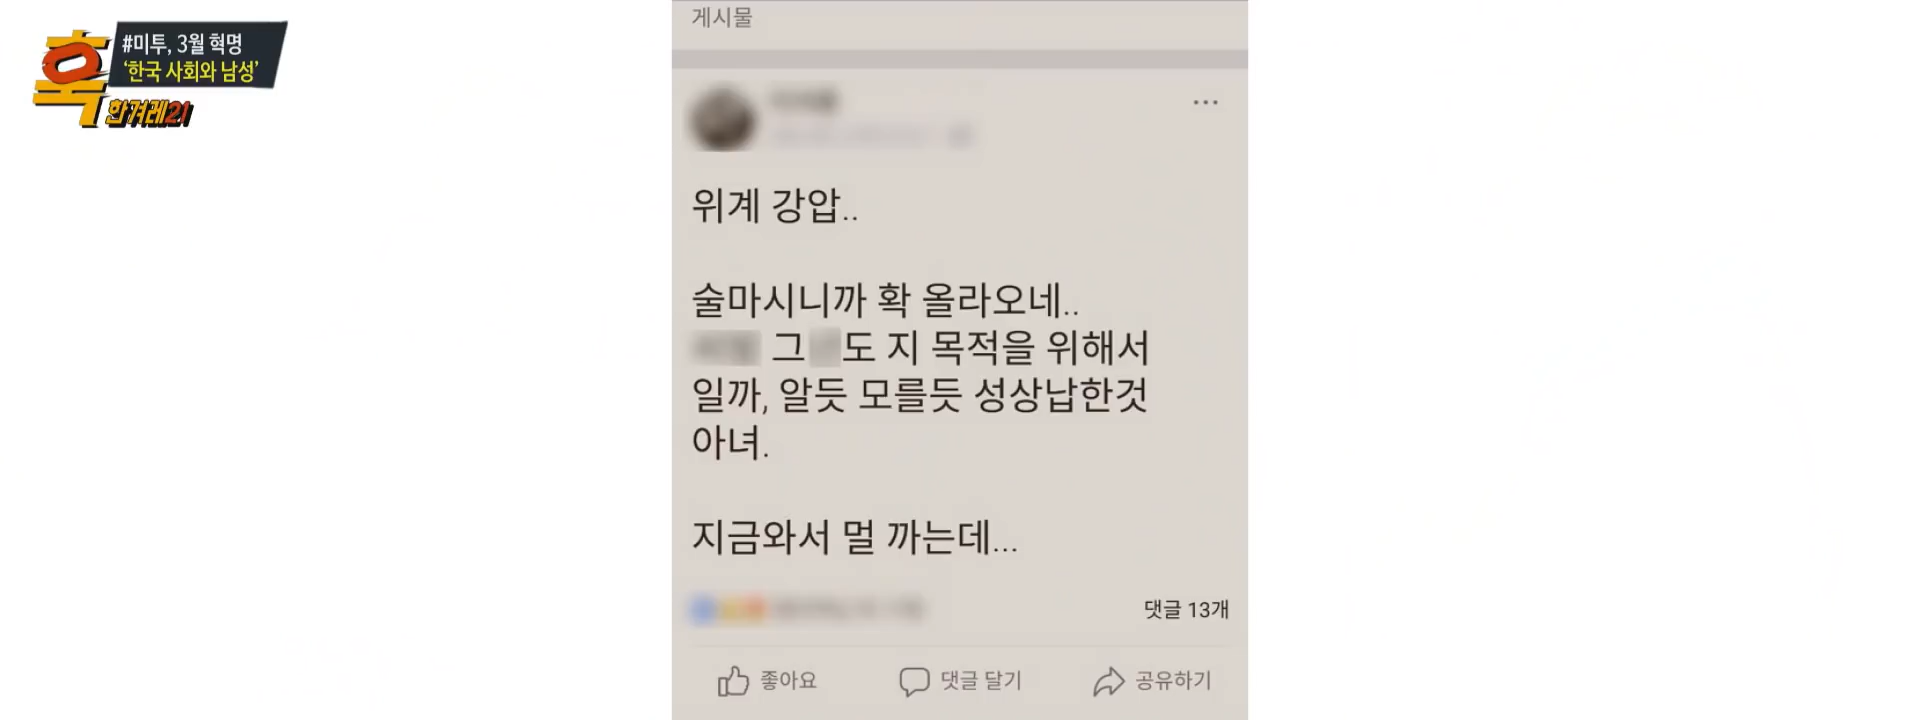 #미투, 3월 혁명
'한국 사회와 남성'
훅
한겨레21
게시물
위계 강압..
술마시니까 확 올라오네..
그 도 지 목적을 위해서
일까, 알듯 모를듯 성상납한것
아녀.
지금와서 멀 까는데...
댓글 13개
좋아요
댓글 달기
공유하기